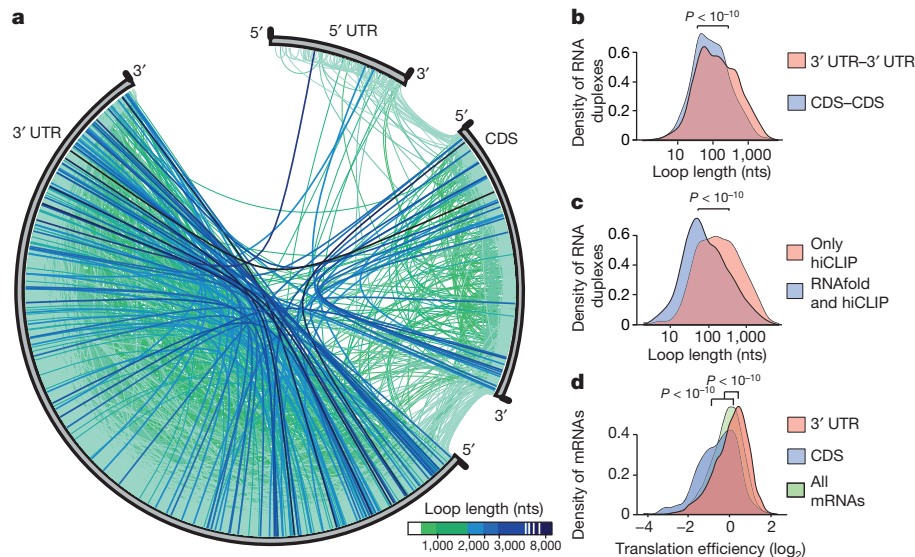 a
5′
5′ UTR
3′
3′
3′ UTR
5′
CDS
3′
5′
Loop length (nts)
1,000 2,000 3,000 8,000
b
P < 10⁻¹⁰
Density of RNA
duplexes
0.6
0.4
0.2
0
10 100 1,000
Loop length (nts)
3′ UTR–3′ UTR
CDS–CDS
c
P < 10⁻¹⁰
Density of RNA
duplexes
0.6
0.4
0.2
0
10 100 1,000
Loop length (nts)
Only
hiCLIP
RNAfold
and hiCLIP
d
P < 10⁻¹⁰
P < 10⁻¹⁰
Density of mRNAs
0.4
0.2
0
−4 −2 0 2
Translation efficiency (log₂)
3′ UTR
CDS
All
mRNAs